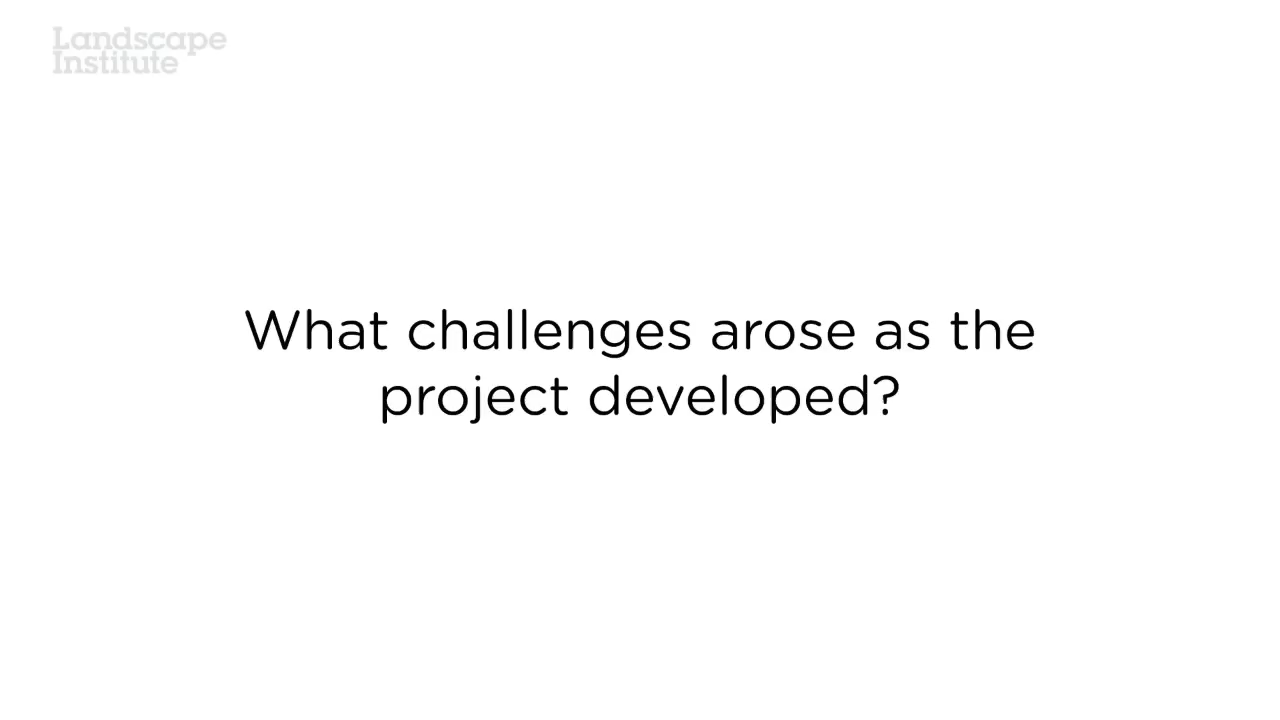 Landscape
Institute
What challenges arose as the
project developed?